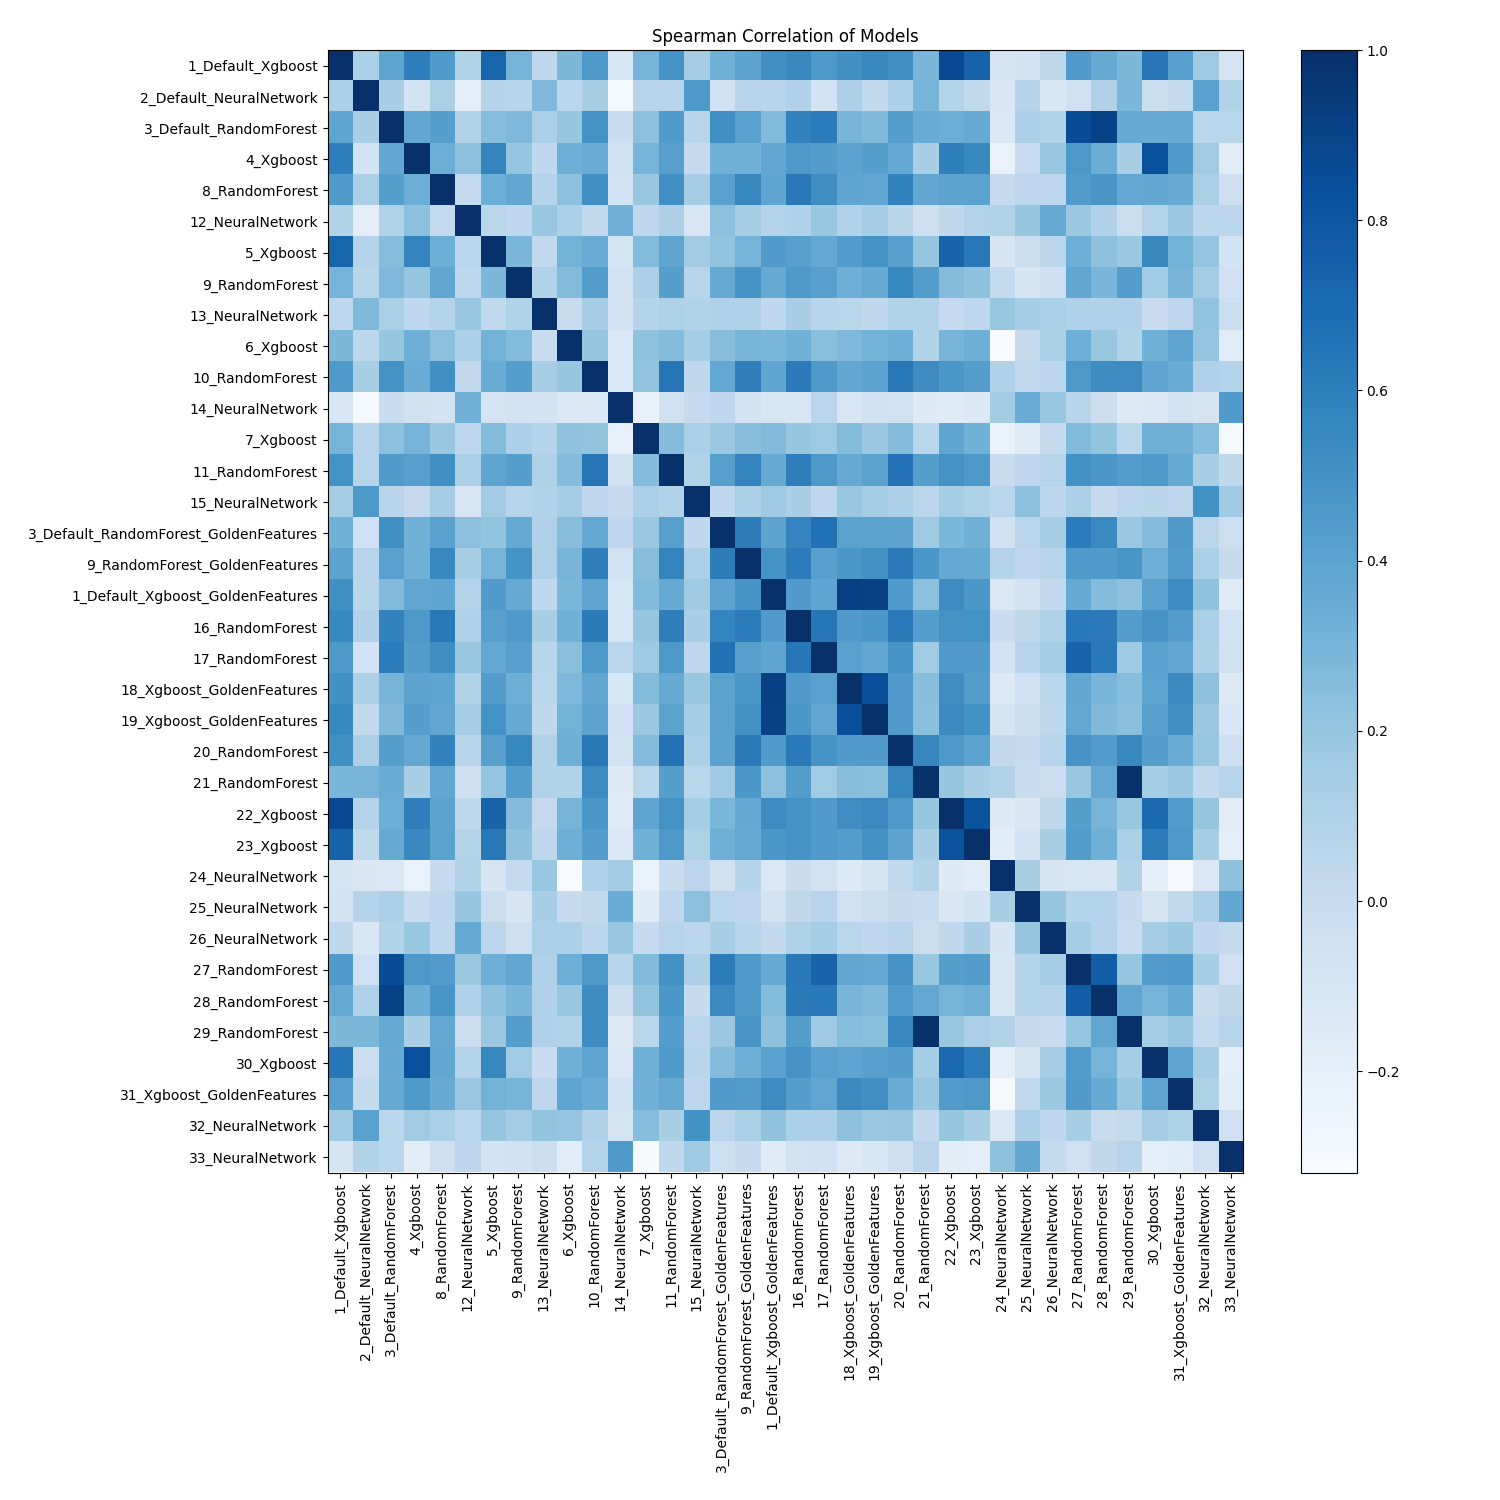 Spearman Correlation of Models
1_Default_Xgboost
2_Default_NeuralNetwork
3_Default_RandomForest
4_Xgboost
8_RandomForest
12_NeuralNetwork
5_Xgboost
9_RandomForest
13_NeuralNetwork
6_Xgboost
10_RandomForest
14_NeuralNetwork
7_Xgboost
11_RandomForest
15_NeuralNetwork
3_Default_RandomForest_GoldenFeatures
9_RandomForest_GoldenFeatures
1_Default_Xgboost_GoldenFeatures
16_RandomForest
17_RandomForest
18_Xgboost_GoldenFeatures
19_Xgboost_GoldenFeatures
20_RandomForest
21_RandomForest
22_Xgboost
23_Xgboost
24_NeuralNetwork
25_NeuralNetwork
26_NeuralNetwork
27_RandomForest
28_RandomForest
29_RandomForest
30_Xgboost
31_Xgboost_GoldenFeatures
32_NeuralNetwork
33_NeuralNetwork
1_Default_Xgboost
2_Default_NeuralNetwork
3_Default_RandomForest
4_Xgboost
8_RandomForest
12_NeuralNetwork
5_Xgboost
9_RandomForest
13_NeuralNetwork
6_Xgboost
10_RandomForest
14_NeuralNetwork
7_Xgboost
11_RandomForest
15_NeuralNetwork
3_Default_RandomForest_GoldenFeatures
9_RandomForest_GoldenFeatures
1_Default_Xgboost_GoldenFeatures
16_RandomForest
17_RandomForest
18_Xgboost_GoldenFeatures
19_Xgboost_GoldenFeatures
20_RandomForest
21_RandomForest
22_Xgboost
23_Xgboost
24_NeuralNetwork
25_NeuralNetwork
26_NeuralNetwork
27_RandomForest
28_RandomForest
29_RandomForest
30_Xgboost
31_Xgboost_GoldenFeatures
32_NeuralNetwork
33_NeuralNetwork
1.0
0.8
0.6
0.4
0.2
0.0
−0.2